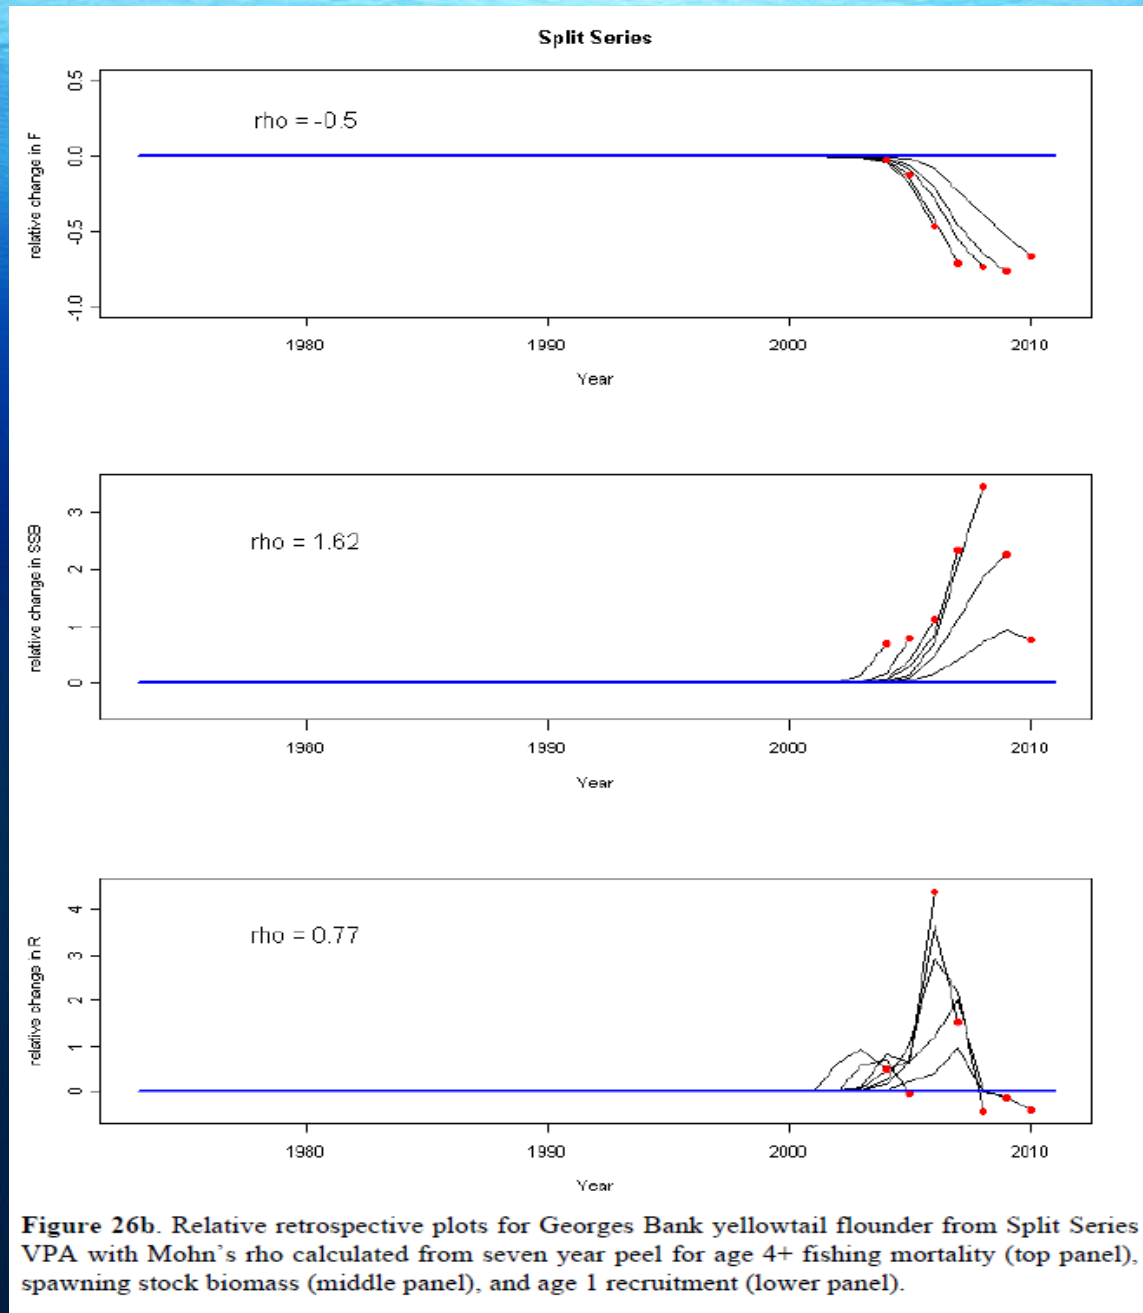 Split Series
0.5
0.0
-0.5
-1.0
relative change in F
rho = -0.5
1980 1990 2000 2010
Year
3
2
1
0
relative change in SSB
rho = 1.62
1980 1990 2000 2010
Year
4
3
2
1
0
relative change in R
rho = 0.77
1980 1990 2000 2010
Year
Figure 26b. Relative retrospective plots for Georges Bank yellowtail flounder from Split Series
VPA with Mohn's rho calculated from seven year peel for age 4+ fishing mortality (top panel),
spawning stock biomass (middle panel), and age 1 recruitment (lower panel).